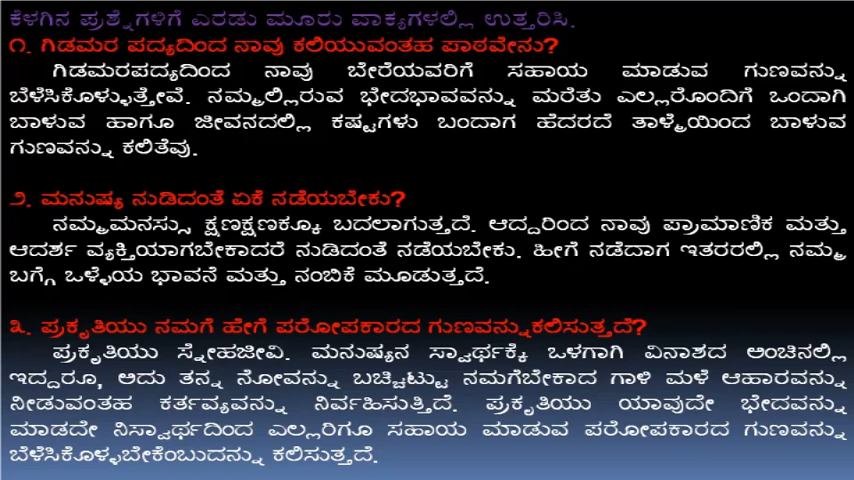 ಕೆಳಗಿನ ಪ್ರಶ್ನೆಗಳಿಗೆ ಎರಡು ಮೂರು ವಾಕ್ಯಗಳಲ್ಲಿ ಉತ್ತರಿಸಿ.
೧. ಗಿಡಮರ ಪದ್ಯದಿಂದ ನಾವು ಕಲಿಯುವಂತಹ ಪಾಠವೇನು?
ಗಿಡಮರಪದ್ಯದಿಂದ ನಾವು ಬೇರೆಯವರಿಗೆ ಸಹಾಯ ಮಾಡುವ ಗುಣವನ್ನು
ಬೆಳೆಸಿಕೊಳ್ಳುತ್ತೇವೆ. ನಮ್ಮಲ್ಲಿರುವ ಭೇದಭಾವವನ್ನು ಮರೆತು ಎಲ್ಲರೊಂದಿಗೆ ಒಂದಾಗಿ
ಬಾಳುವ ಹಾಗೂ ಜೀವನದಲ್ಲಿ ಕಷ್ಟಗಳು ಬಂದಾಗ ಹೆದರದೆ ತಾಳ್ಮೆಯಿಂದ ಬಾಳುವ
ಗುಣವನ್ನು ಕಲಿತೆವು.
೨. ಮನುಷ್ಯ ನುಡಿದಂತೆ ಏಕೆ ನಡೆಯಬೇಕು?
ನಮ್ಮಮನಸ್ಸು ಕ್ಷಣಕ್ಷಣಕ್ಕೂ ಬದಲಾಗುತ್ತದೆ. ಆದ್ದರಿಂದ ನಾವು ಪ್ರಾಮಾಣಿಕ ಮತ್ತು
ಆದರ್ಶ ವ್ಯಕ್ತಿಯಾಗಬೇಕಾದರೆ ನುಡಿದಂತೆ ನಡೆಯಬೇಕು. ಹೀಗೆ ನಡೆದಾಗ ಇತರರಲ್ಲಿ ನಮ್ಮ
ಬಗ್ಗೆ ಒಳ್ಳೆಯ ಭಾವನೆ ಮತ್ತು ನಂಬಿಕೆ ಮೂಡುತ್ತದೆ.
೩. ಪ್ರಕೃತಿಯು ನಮಗೆ ಹೇಗೆ ಪರೋಪಕಾರದ ಗುಣವನ್ನುಕಲಿಸುತ್ತದೆ?
ಪ್ರಕೃತಿಯು ಸ್ನೇಹಜೀವಿ. ಮನುಷ್ಯನ ಸ್ವಾರ್ಥಕ್ಕೆ ಒಳಗಾಗಿ ವಿನಾಶದ ಅಂಚಿನಲ್ಲಿ
ಇದ್ದರೂ, ಅದು ತನ್ನ ನೋವನ್ನು ಬಚ್ಚಿಟ್ಟು ನಮಗೆಬೇಕಾದ ಗಾಳಿ ಮಳೆ ಆಹಾರವನ್ನು
ನೀಡುವಂತಹ ಕರ್ತವ್ಯವನ್ನು ನಿರ್ವಹಿಸುತ್ತಿದೆ. ಪ್ರಕೃತಿಯು ಯಾವುದೇ ಭೇದವನ್ನು
ಮಾಡದೇ ನಿಸ್ವಾರ್ಥದಿಂದ ಎಲ್ಲರಿಗೂ ಸಹಾಯ ಮಾಡುವ ಪರೋಪಕಾರದ ಗುಣವನ್ನು
ಬೆಳೆಸಿಕೊಳ್ಳಬೇಕೆಂಬುದನ್ನು ಕಲಿಸುತ್ತದೆ.